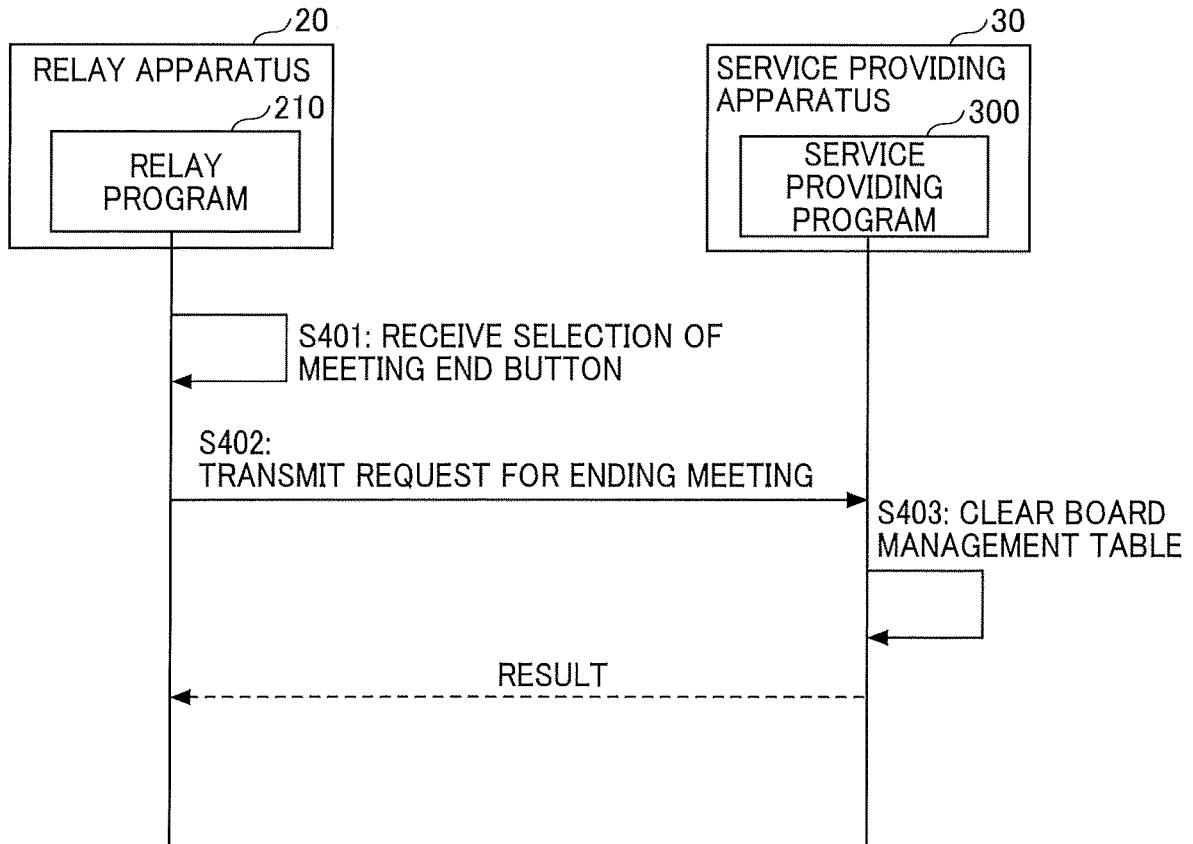 20
RELAY APPARATUS
210
RELAY
PROGRAM
30
SERVICE PROVIDING
APPARATUS
300
SERVICE
PROVIDING
PROGRAM
S401: RECEIVE SELECTION OF
MEETING END BUTTON
S402:
TRANSMIT REQUEST FOR ENDING MEETING
S403: CLEAR BOARD
MANAGEMENT TABLE
RESULT